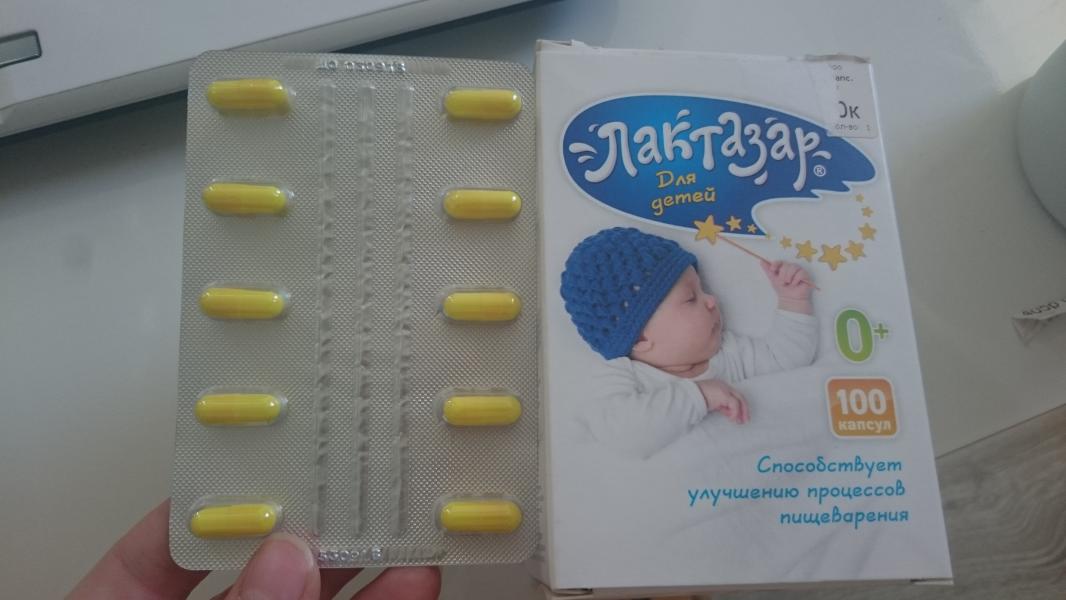 Лактазар®
Для
детей
0+
100
капсул
Способствует
улучшению процессов
пищеварения